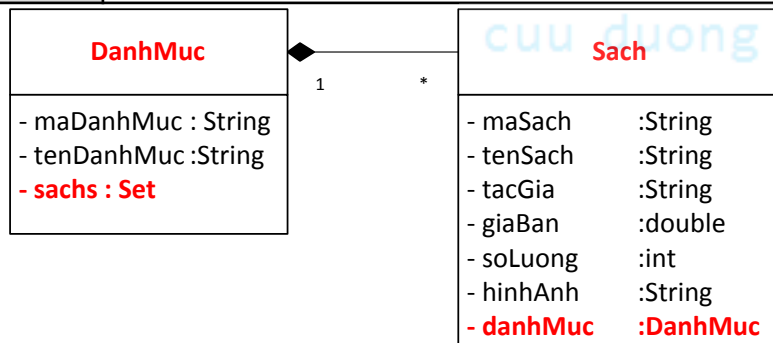 cuu duong
DanhMuc
Sach
1
*
- maDanhMuc : String
- tenDanhMuc :String
- sachs : Set
- maSach :String
- tenSach :String
- tacGia :String
- giaBan :double
- soLuong :int
- hinhAnh :String
- danhMuc :DanhMuc